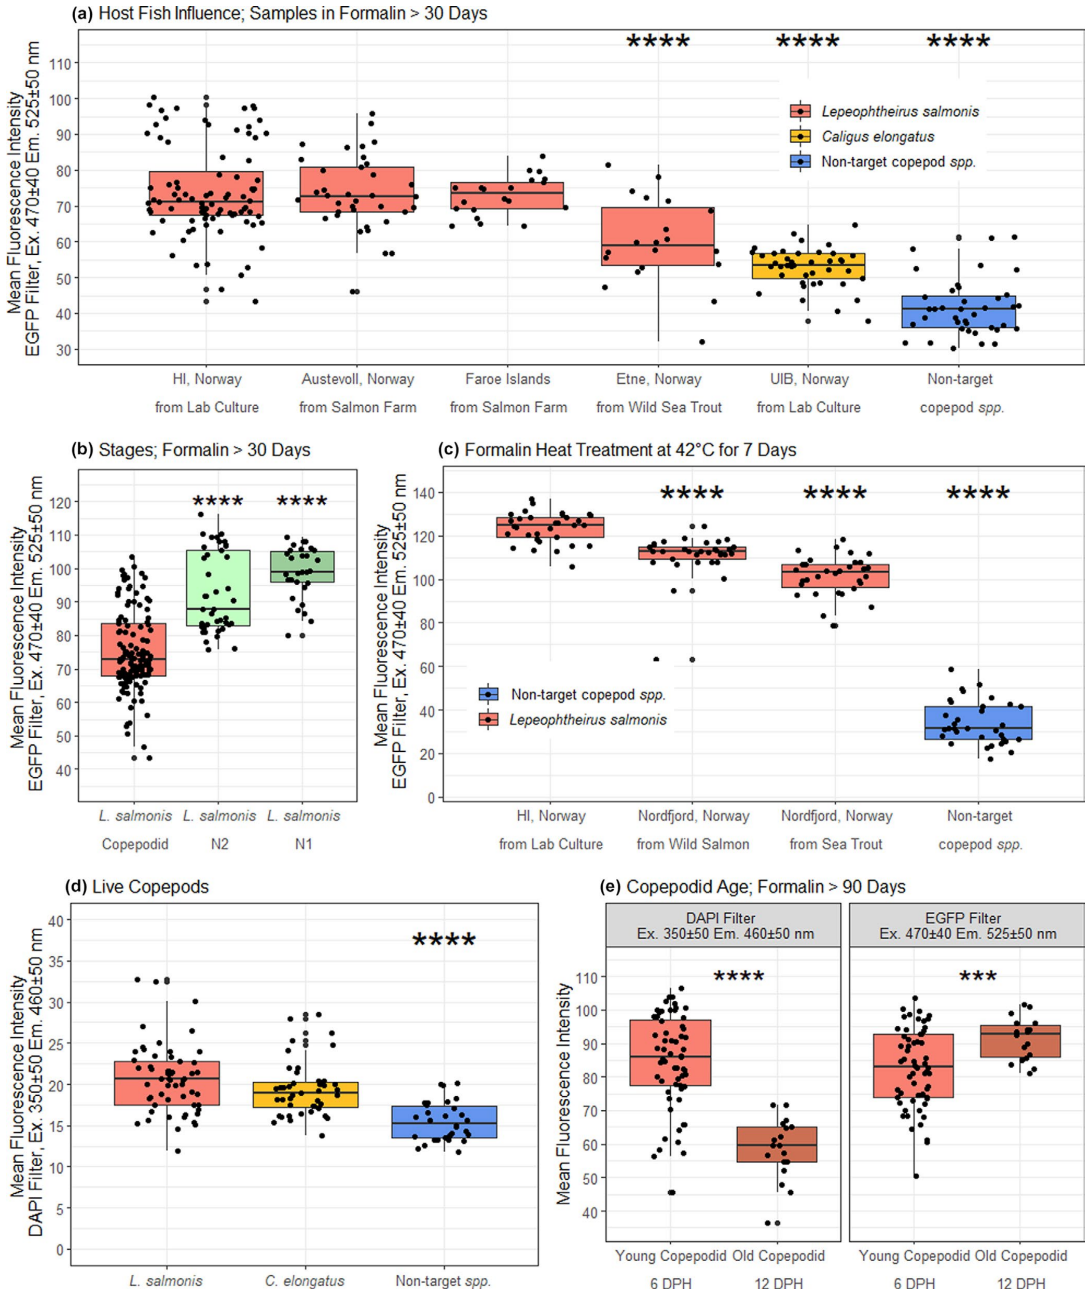 (a) Host Fish Influence; Samples in Formalin > 30 Days
Mean Fluorescence Intensity
EGFP Filter, Ex. 470±40 Em. 525±50 nm
110
100
90
80
70
60
50
40
30
**** **** ****
Lepeophtheirus salmonis
Caligus elongatus
Non-target copepod spp.
HI, Norway
from Lab Culture
Austevoll, Norway
from Salmon Farm
Faroe Islands
from Salmon Farm
Etne, Norway
from Wild Sea Trout
UIB, Norway
from Lab Culture
Non-target
copepod spp.
(b) Stages; Formalin > 30 Days
Mean Fluorescence Intensity
EGFP Filter, Ex. 470±40 Em. 525±50 nm
120
110
100
90
80
70
60
50
40
**** ****
L. salmonis
Copepodid
L. salmonis
N2
L. salmonis
N1
(c) Formalin Heat Treatment at 42°C for 7 Days
Mean Fluorescence Intensity
EGFP Filter, Ex. 470±40 Em. 525±50 nm
140
120
100
80
60
40
20
0
**** **** ****
Non-target copepod spp.
Lepeophtheirus salmonis
HI, Norway
from Lab Culture
Nordfjord, Norway
from Wild Salmon
Nordfjord, Norway
from Sea Trout
Non-target
copepod spp.
(d) Live Copepods
Mean Fluorescence Intensity
DAPI Filter, Ex. 350±50 Em. 460±50 nm
40
35
30
25
20
15
10
5
0
****
L. salmonis
C. elongatus
Non-target spp.
(e) Copepodid Age; Formalin > 90 Days
Mean Fluorescence Intensity
110
100
90
80
70
60
50
40
DAPI Filter
Ex. 350±50 Em. 460±50 nm
****
Young Copepodid
6 DPH
Old Copepodid
12 DPH
EGFP Filter
Ex. 470±40 Em. 525±50 nm
***
Young Copepodid
6 DPH
Old Copepodid
12 DPH